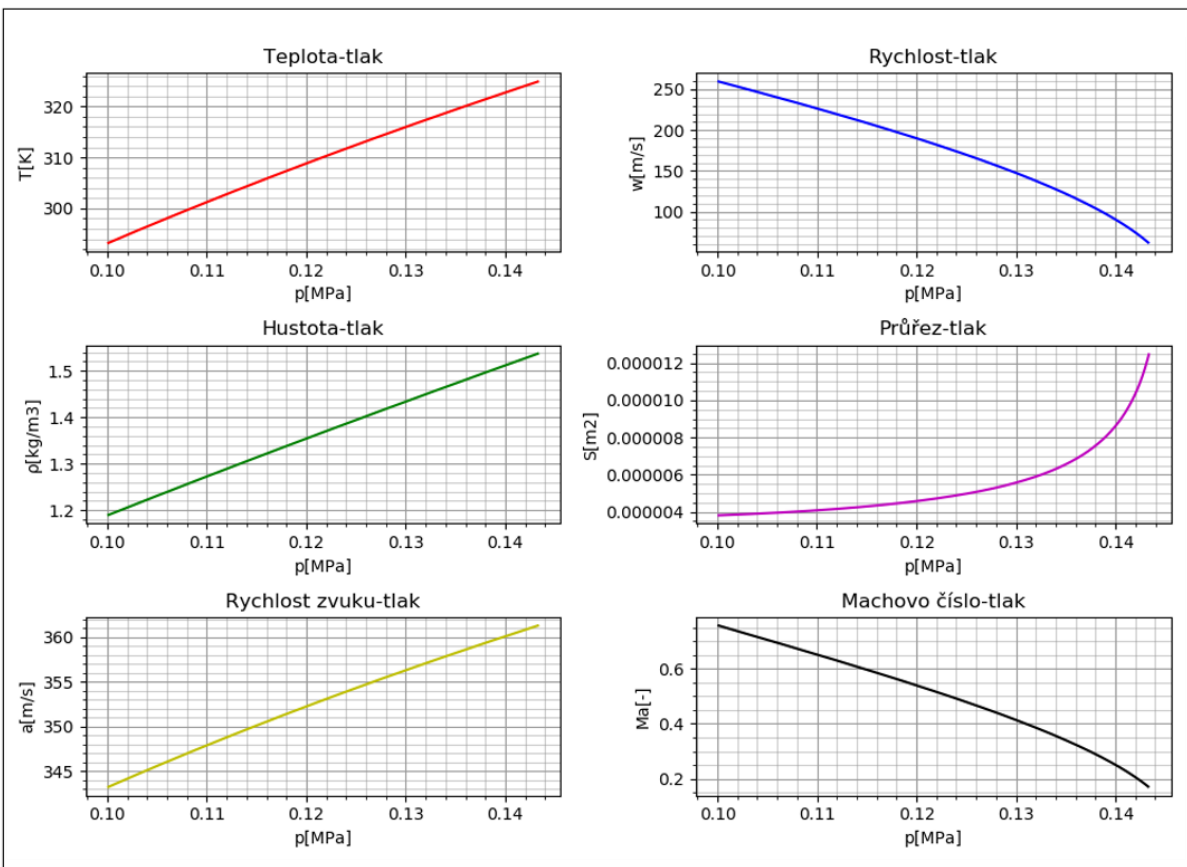 Teplota-tlak
T[K]
320
310
300
0.10 0.11 0.12 0.13 0.14
p[MPa]
Rychlost-tlak
w[m/s]
250
200
150
100
0.10 0.11 0.12 0.13 0.14
p[MPa]
Hustota-tlak
ρ[kg/m3]
1.5
1.4
1.3
1.2
0.10 0.11 0.12 0.13 0.14
p[MPa]
Průřez-tlak
S[m2]
0.000012
0.000010
0.000008
0.000006
0.000004
0.10 0.11 0.12 0.13 0.14
p[MPa]
Rychlost zvuku-tlak
a[m/s]
360
355
350
345
0.10 0.11 0.12 0.13 0.14
p[MPa]
Machovo číslo-tlak
Ma[-]
0.6
0.4
0.2
0.10 0.11 0.12 0.13 0.14
p[MPa]